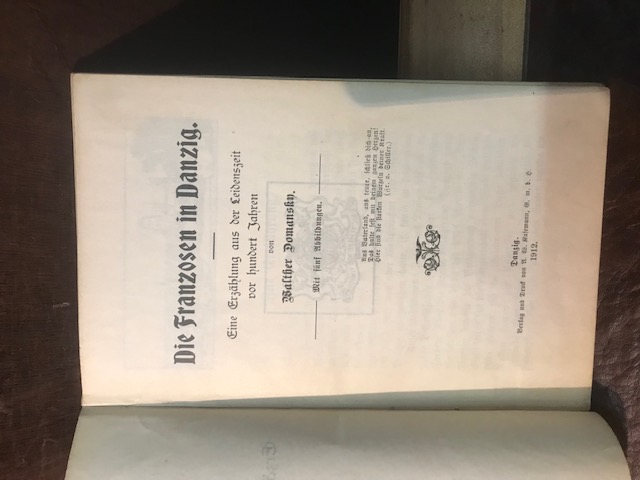 Die Franzosen in Danzig.
Eine Erzählung aus der Leidenszeit
vor hundert Jahren
von
Walther Domansky.
Mit fünf Abbildungen.
Ans Vaterland, ans teure, schließ dich an,
Das halte fest mit deinem ganzen Herzen!
Hier sind die starken Wurzeln deiner Kraft.
(Fr. v. Schiller.)
Danzig.
Verlag und Druck von A. W. Kafemann, G. m. b. H.
1912.